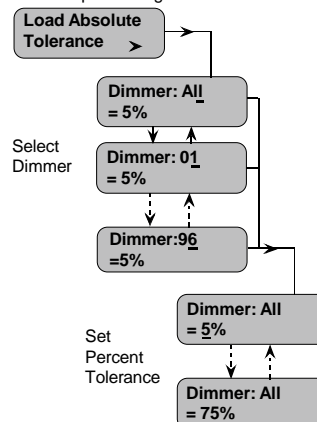 Load Absolute
Tolerance
Dimmer: All
= 5%
Select
Dimmer
Dimmer: 01
= 5%
Dimmer:96
=5%
Dimmer: All
= 5%
Set
Percent
Tolerance
Dimmer: All
= 75%